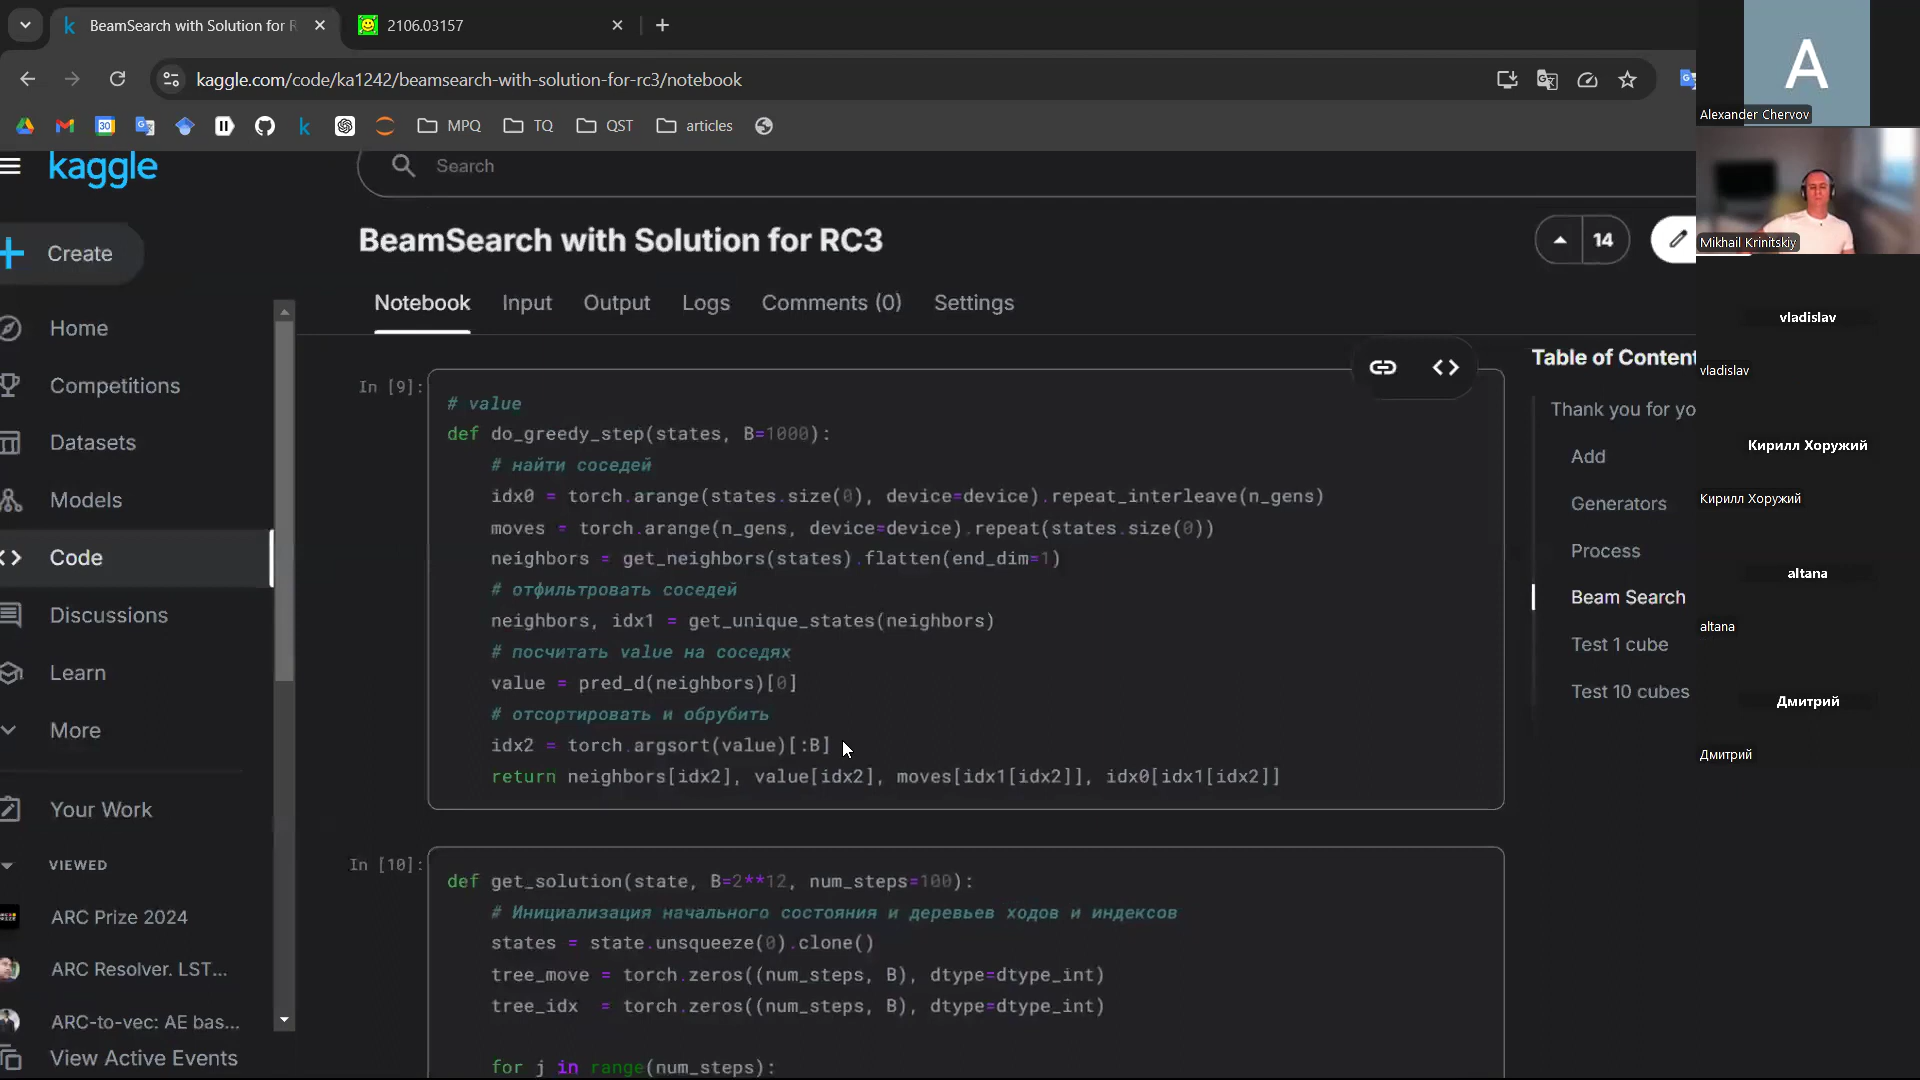 BeamSearch with Solution for R
2106.03157
kaggle.com/code/ka1242/beamsearch-with-solution-for-rc3/notebook
MPQ
TQ
QST
articles
kaggle
Search
Create
Home
Competitions
Datasets
Models
Code
Discussions
Learn
More
Your Work
VIEWED
ARC Prize 2024
ARC Resolver. LST...
ARC-to-vec: AE bas...
View Active Events
BeamSearch with Solution for RC3
14
Notebook
Input
Output
Logs
Comments (0)
Settings
In [9]:
# value
def do_greedy_step(states, B=1000):
# найти соседей
idx0 = torch.arange(states.size(0), device=device).repeat_interleave(n_gens)
moves = torch.arange(n_gens, device=device).repeat(states.size(0))
neighbors = get_neighbors(states).flatten(end_dim=1)
# отфильтровать соседей
neighbors, idx1 = get_unique_states(neighbors)
# посчитать value на соседях
value = pred_d(neighbors)[0]
# отсортировать и обрубить
idx2 = torch.argsort(value)[:B]
return neighbors[idx2], value[idx2], moves[idx1[idx2]], idx0[idx1[idx2]]
In [10]:
def get_solution(state, B=2**12, num_steps=100):
# Инициализация начального состояния и деревьев ходов и индексов
states = state.unsqueeze(0).clone()
tree_move = torch.zeros((num_steps, B), dtype=dtype_int)
tree_idx  = torch.zeros((num_steps, B), dtype=dtype_int)
for j in range(num_steps):
Table of Content
Thank you for yo
Add
Generators
Process
Beam Search
Test 1 cube
Test 10 cubes
A
Alexander Chervov
Mikhail Krinitskiy
vladislav
vladislav
Кирилл Хоружий
Кирилл Хоружий
altana
altana
Дмитрий
Дмитрий